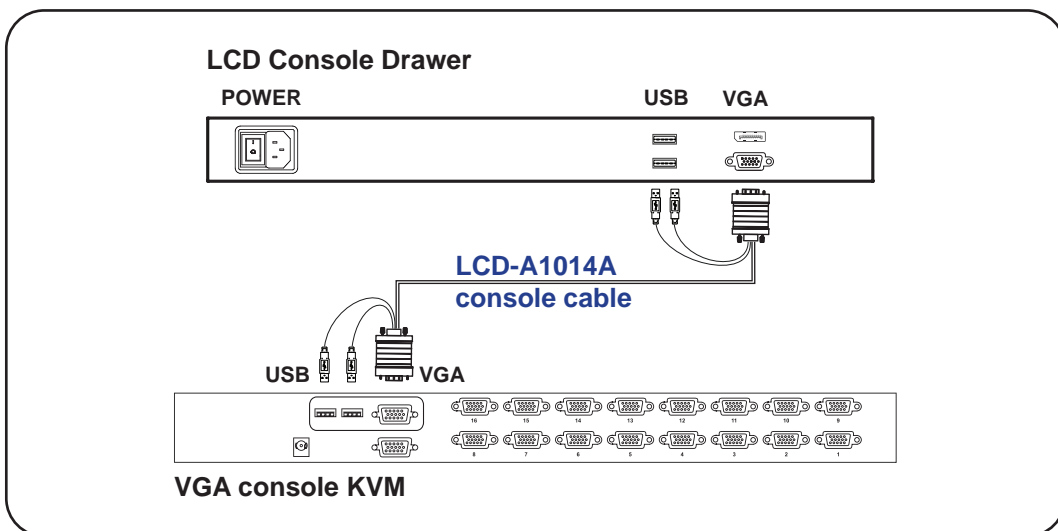 LCD Console Drawer
POWER USB VGA
LCD-A1014A
console cable
USB VGA
16 15 14 13 12 11 10 9
8 7 6 5 4 3 2 1
VGA console KVM